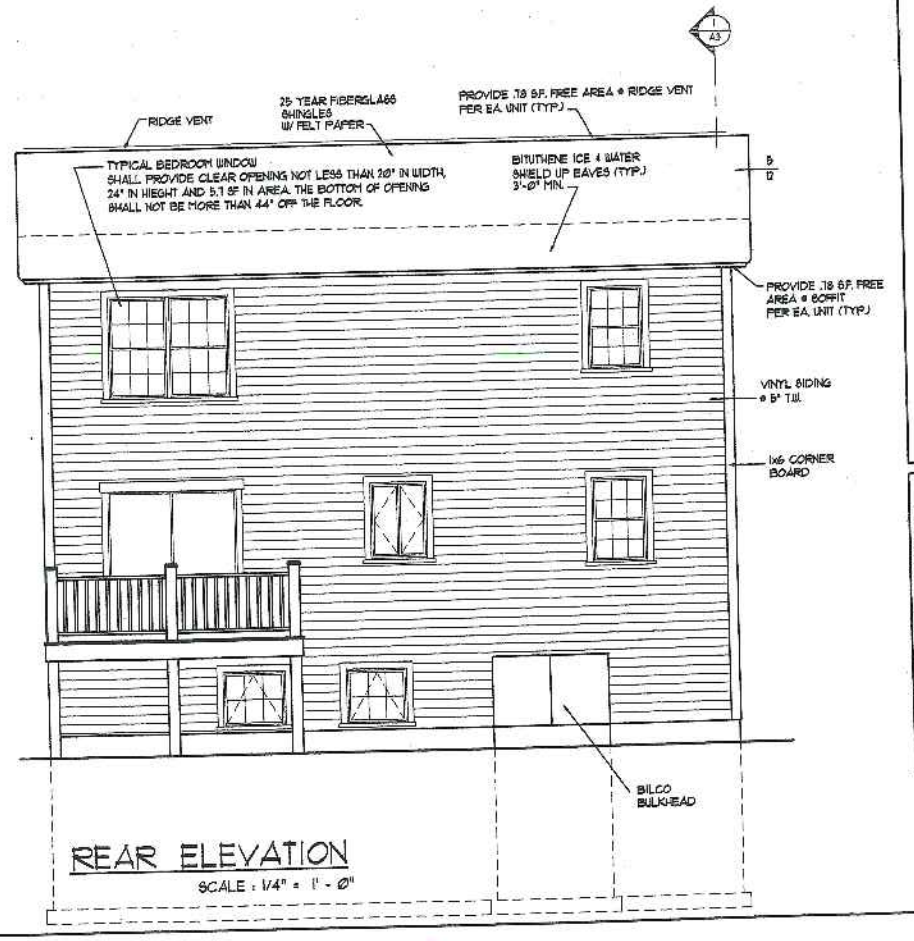 1
A3
RIDGE VENT
25 YEAR FIBERGLASS
SHINGLES
W/ FELT PAPER
PROVIDE .78 S.F. FREE AREA @ RIDGE VENT
PER EA. UNIT (TYP.)
TYPICAL BEDROOM WINDOW
SHALL PROVIDE CLEAR OPENING NOT LESS THAN 20" IN WIDTH,
24" IN HIEGHT AND 5.7 SF IN AREA. THE BOTTOM OF OPENING
SHALL NOT BE MORE THAN 44" OFF THE FLOOR.
BITUTHENE ICE & WATER
SHIELD UP EAVES (TYP.)
3'-0" MIN.
12
PROVIDE .78 S.F. FREE
AREA @ SOFFIT
PER EA. UNIT (TYP.)
VINYL SIDING
@ 5" T.W.
1x6 CORNER
BOARD
BILCO
BULKHEAD
REAR ELEVATION
SCALE : 1/4" = 1' - 0"